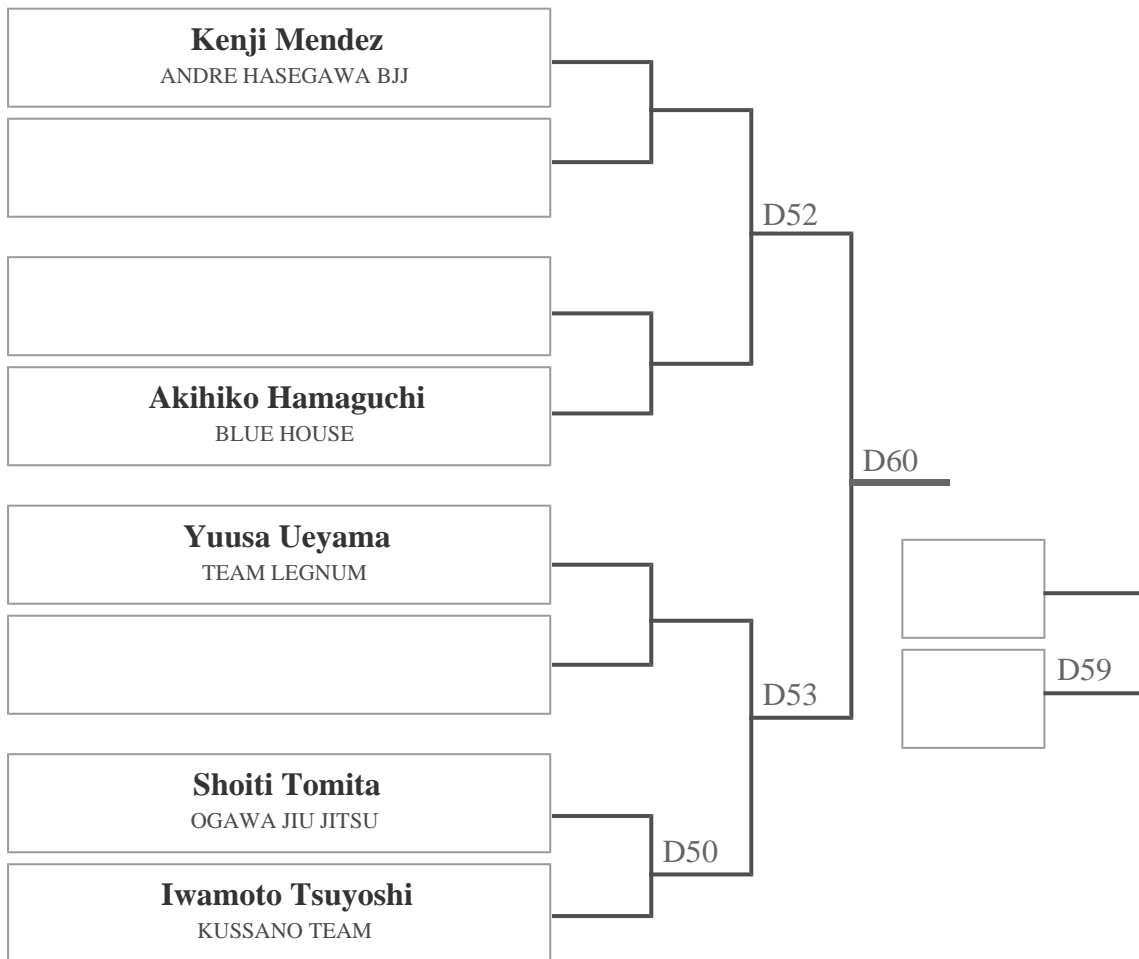 Kenji Mendez
ANDRE HASEGAWA BJJ
D52
Akihiko Hamaguchi
BLUE HOUSE
D60
Yuusa Ueyama
TEAM LEGNUM
D59
D53
Shoiti Tomita
OGAWA JIU JITSU
D50
Iwamoto Tsuyoshi
KUSSANO TEAM